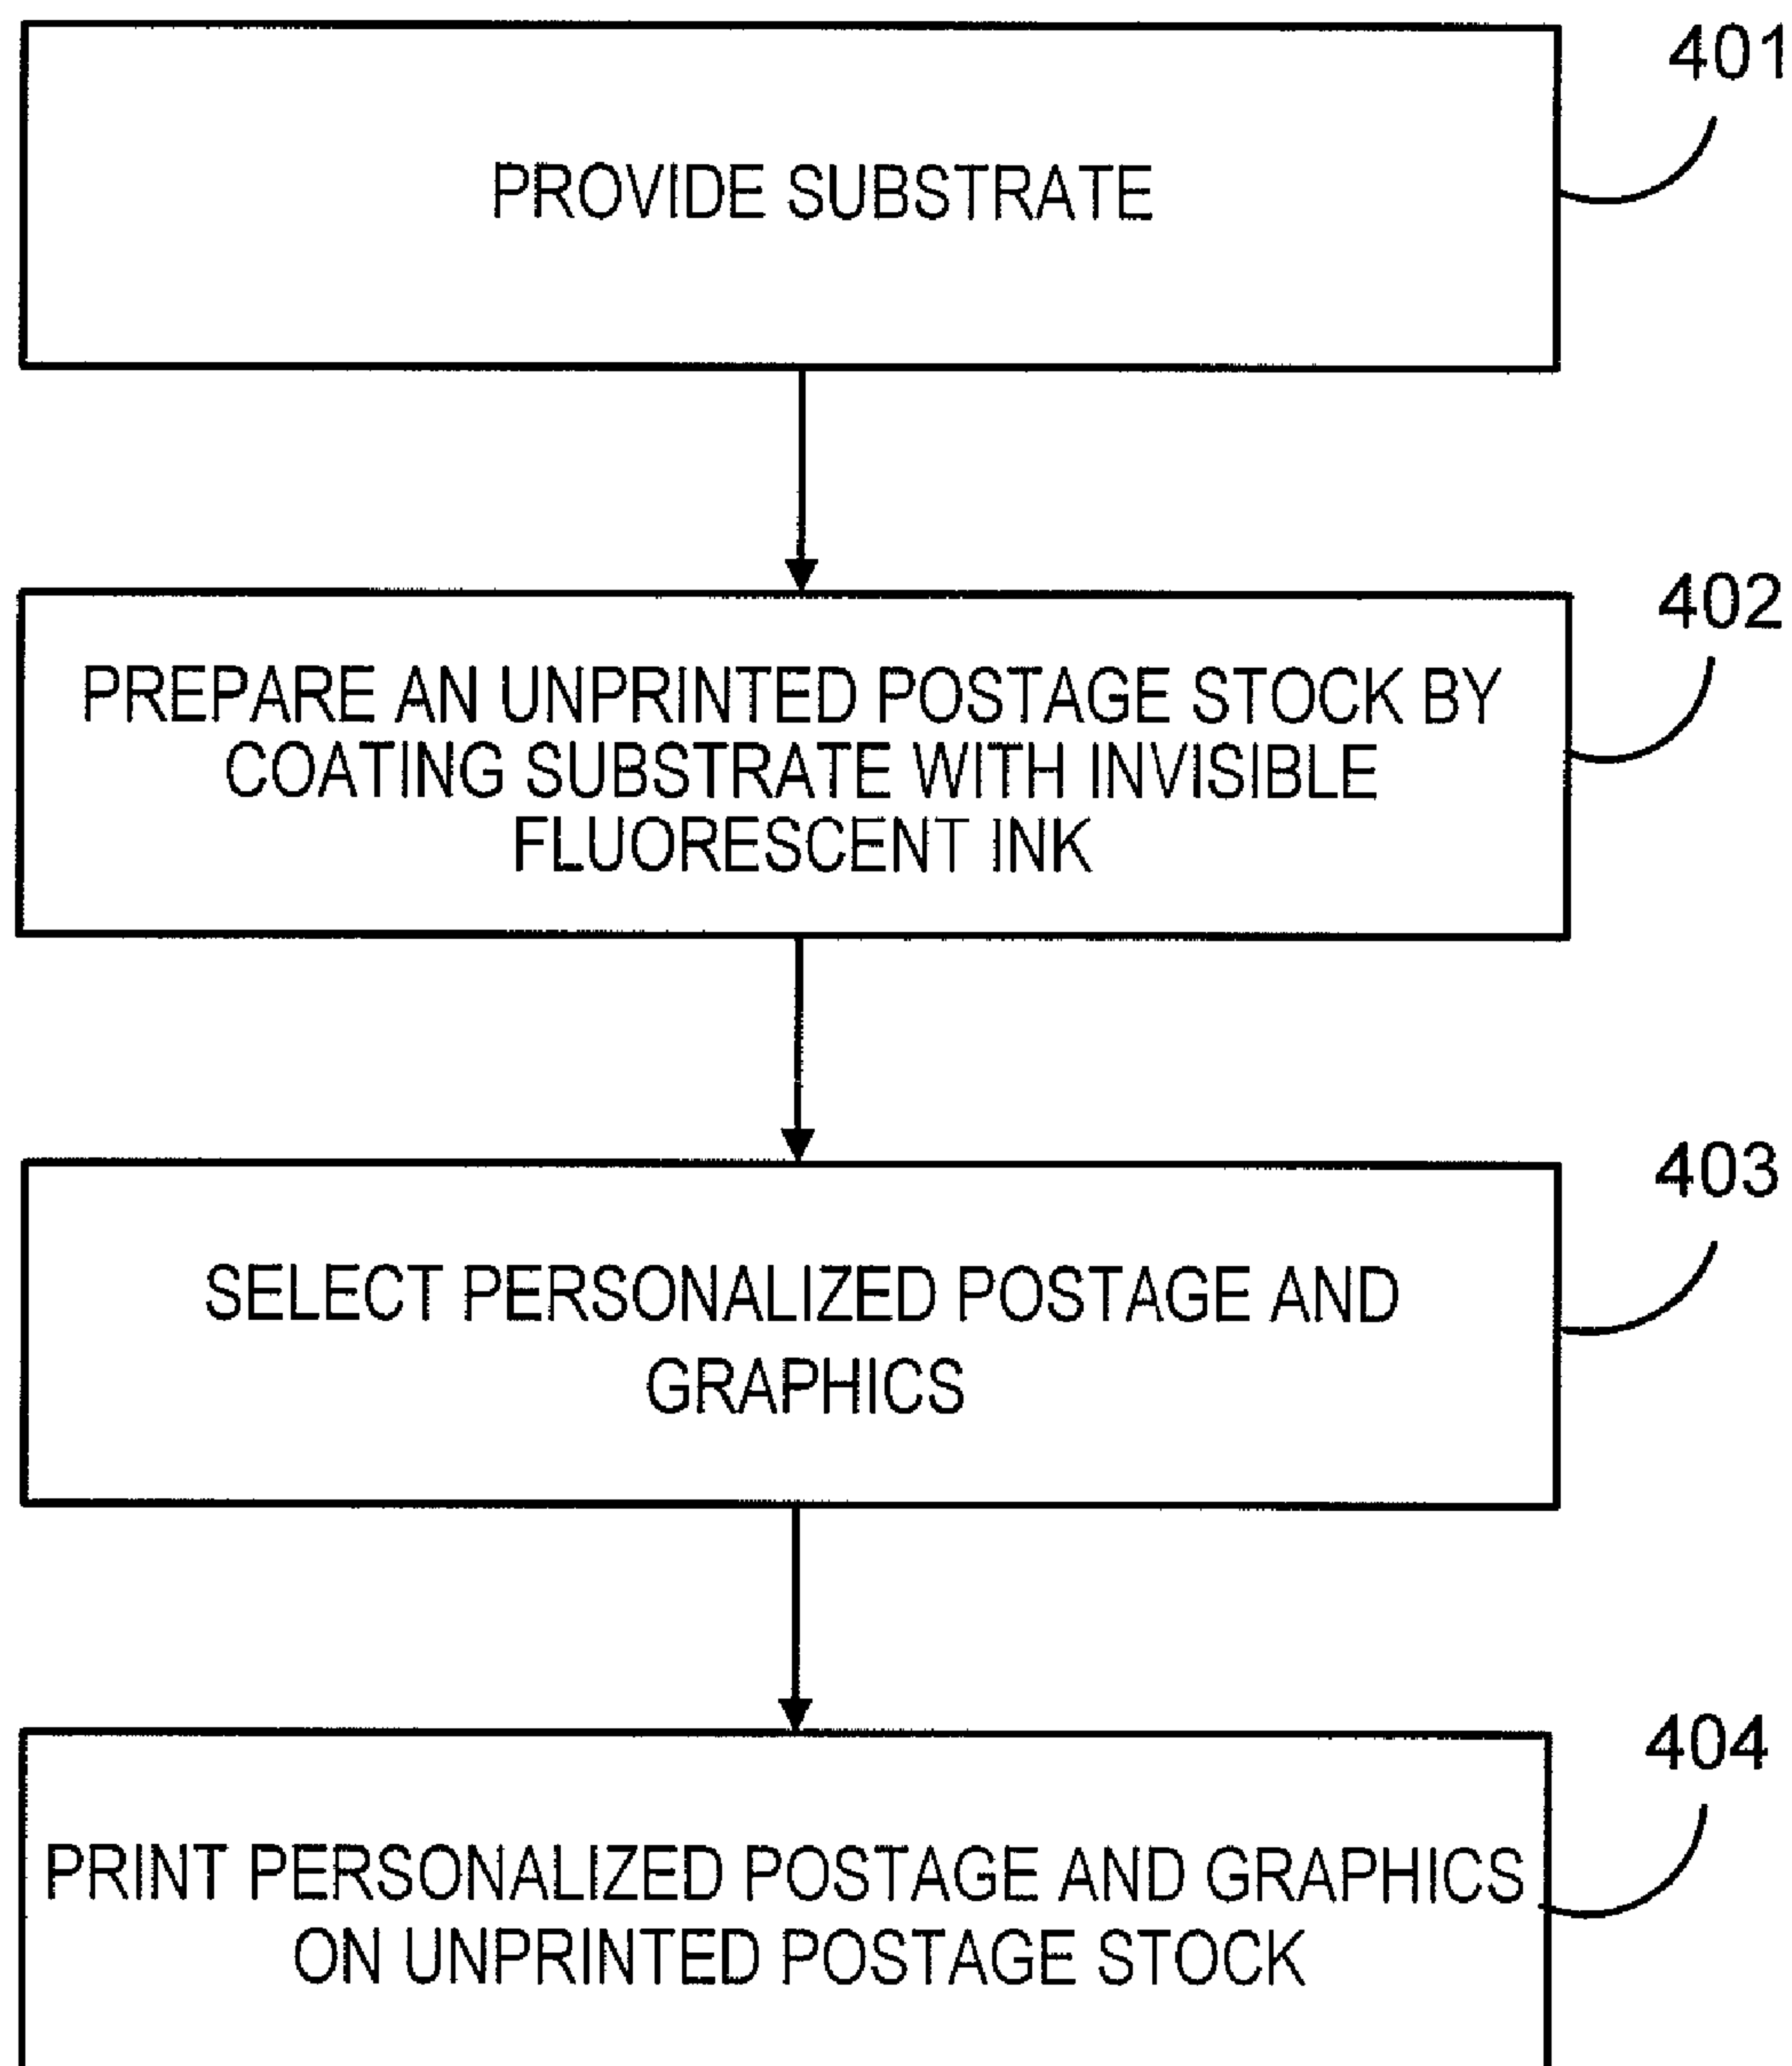 401
PROVIDE SUBSTRATE
402
PREPARE AN UNPRINTED POSTAGE STOCK BY
COATING SUBSTRATE WITH INVISIBLE
FLUORESCENT INK
403
SELECT PERSONALIZED POSTAGE AND
GRAPHICS
404
PRINT PERSONALIZED POSTAGE AND GRAPHICS
ON UNPRINTED POSTAGE STOCK